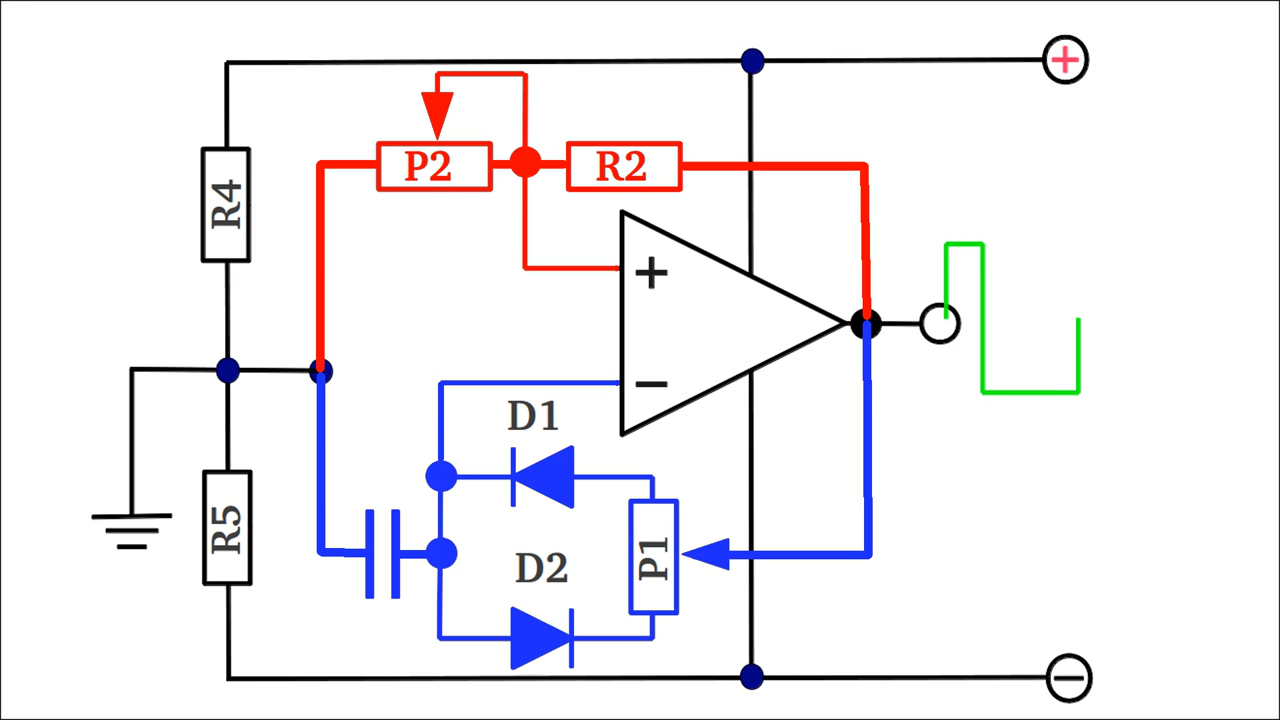 +
P2
R2
R4
+
−
D1
R5
P1
D2
−